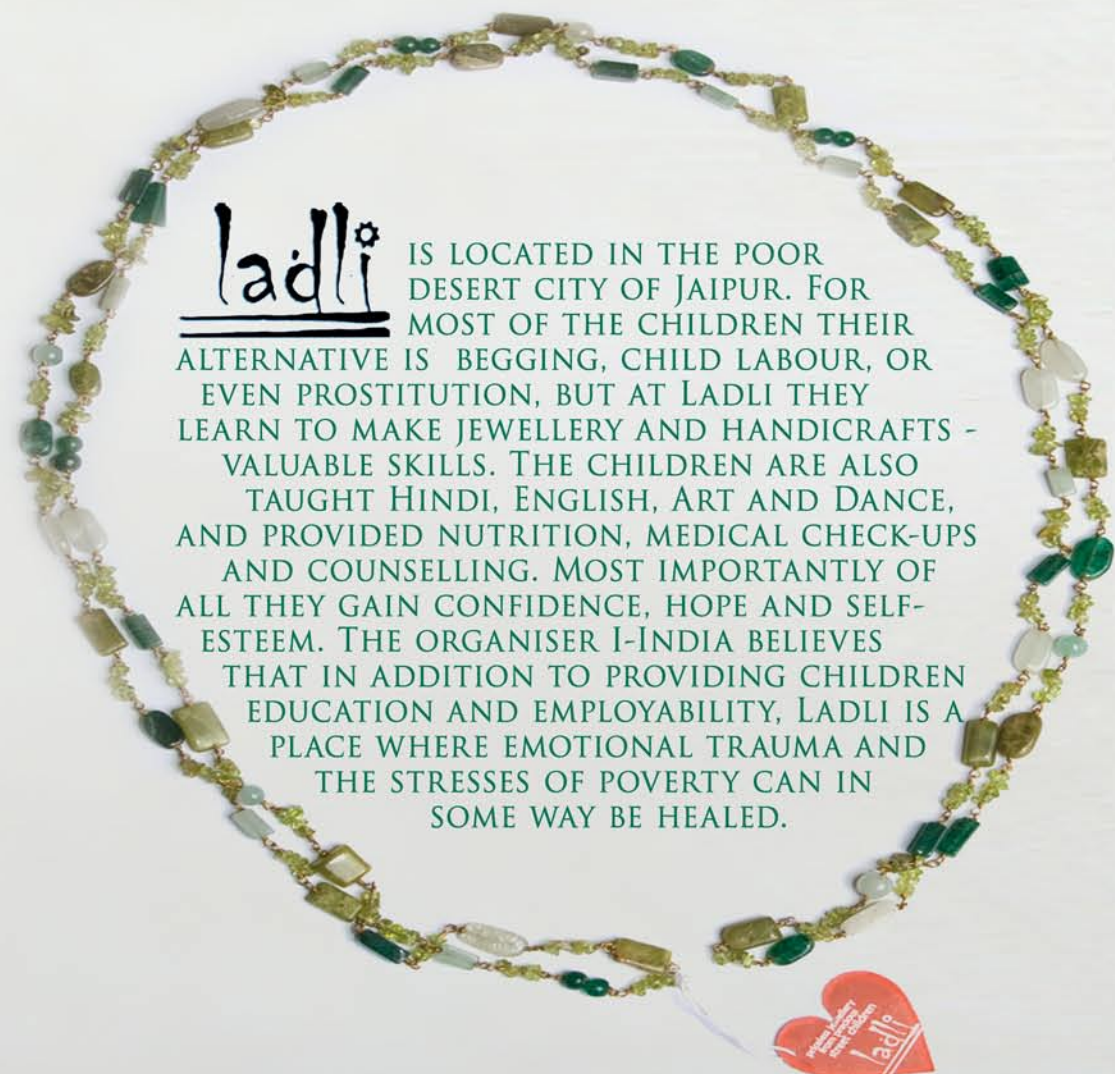 ladli IS LOCATED IN THE POOR
DESERT CITY OF JAIPUR. FOR
MOST OF THE CHILDREN THEIR
ALTERNATIVE IS BEGGING, CHILD LABOUR, OR
EVEN PROSTITUTION, BUT AT LADLI THEY
LEARN TO MAKE JEWELLERY AND HANDICRAFTS -
VALUABLE SKILLS. THE CHILDREN ARE ALSO
TAUGHT HINDI, ENGLISH, ART AND DANCE,
AND PROVIDED NUTRITION, MEDICAL CHECK-UPS
AND COUNSELLING. MOST IMPORTANTLY OF
ALL THEY GAIN CONFIDENCE, HOPE AND SELF-
ESTEEM. THE ORGANISER I-INDIA BELIEVES
THAT IN ADDITION TO PROVIDING CHILDREN
EDUCATION AND EMPLOYABILITY, LADLI IS A
PLACE WHERE EMOTIONAL TRAUMA AND
THE STRESSES OF POVERTY CAN IN
SOME WAY BE HEALED.
priceless jewellery
from precious
street children
ladli